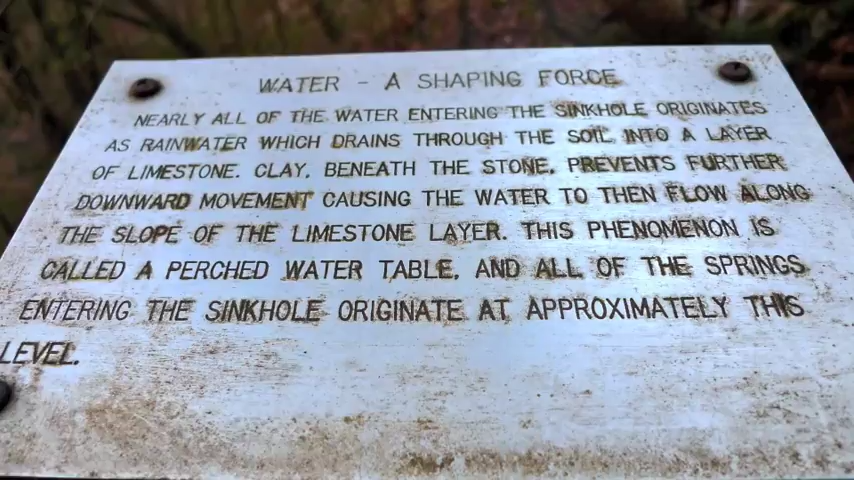 WATER - A SHAPING FORCE
NEARLY ALL OF THE WATER ENTERING THE SINKHOLE ORIGINATES
AS RAINWATER WHICH DRAINS THROUGH THE SOIL INTO A LAYER
OF LIMESTONE. CLAY, BENEATH THE STONE, PREVENTS FURTHER
DOWNWARD MOVEMENT CAUSING THE WATER TO THEN FLOW ALONG
THE SLOPE OF THE LIMESTONE LAYER. THIS PHENOMENON IS
CALLED A PERCHED WATER TABLE, AND ALL OF THE SPRINGS
ENTERING THE SINKHOLE ORIGINATE AT APPROXIMATELY THIS
LEVEL.